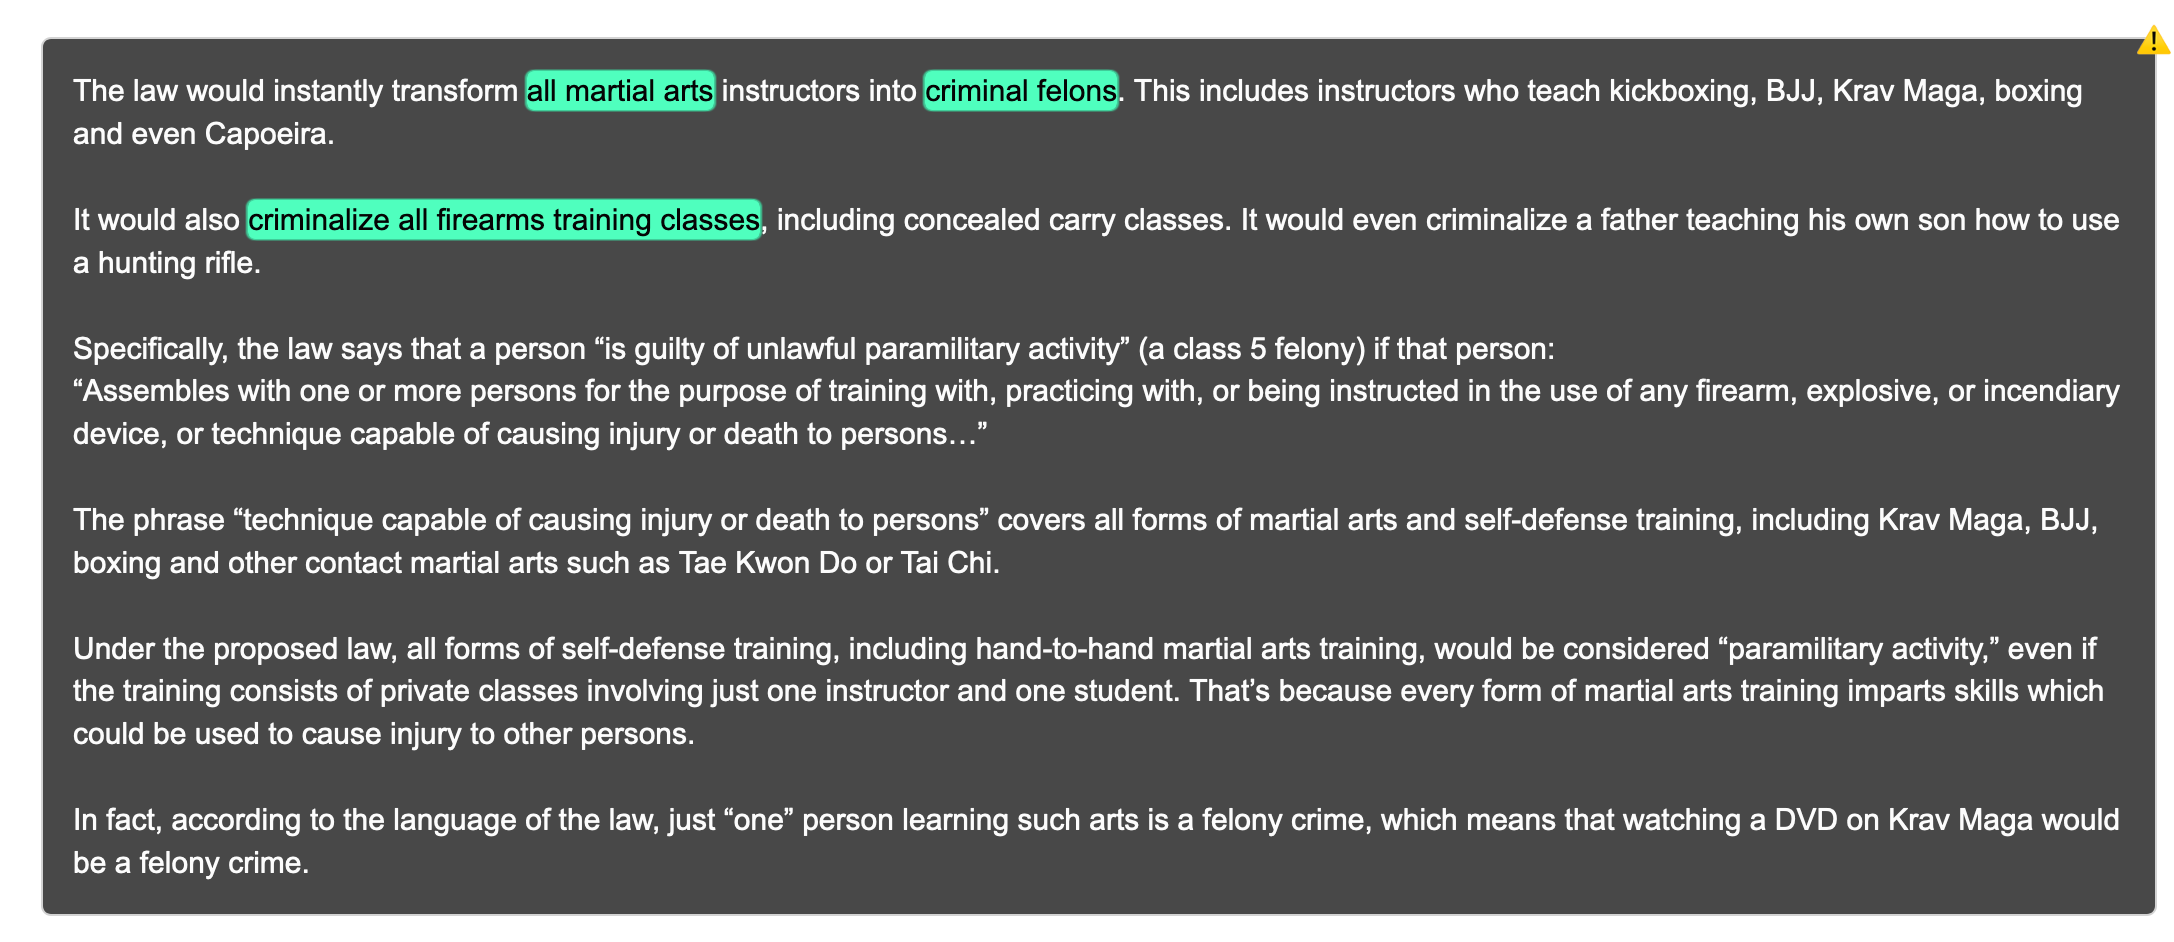 The law would instantly transform all martial arts instructors into criminal felons. This includes instructors who teach kickboxing, BJJ, Krav Maga, boxing
and even Capoeira.
It would also criminalize all firearms training classes, including concealed carry classes. It would even criminalize a father teaching his own son how to use
a hunting rifle.
Specifically, the law says that a person “is guilty of unlawful paramilitary activity” (a class 5 felony) if that person:
“Assembles with one or more persons for the purpose of training with, practicing with, or being instructed in the use of any firearm, explosive, or incendiary
device, or technique capable of causing injury or death to persons…”
The phrase “technique capable of causing injury or death to persons” covers all forms of martial arts and self-defense training, including Krav Maga, BJJ,
boxing and other contact martial arts such as Tae Kwon Do or Tai Chi.
Under the proposed law, all forms of self-defense training, including hand-to-hand martial arts training, would be considered “paramilitary activity,” even if
the training consists of private classes involving just one instructor and one student. That’s because every form of martial arts training imparts skills which
could be used to cause injury to other persons.
In fact, according to the language of the law, just “one” person learning such arts is a felony crime, which means that watching a DVD on Krav Maga would
be a felony crime.